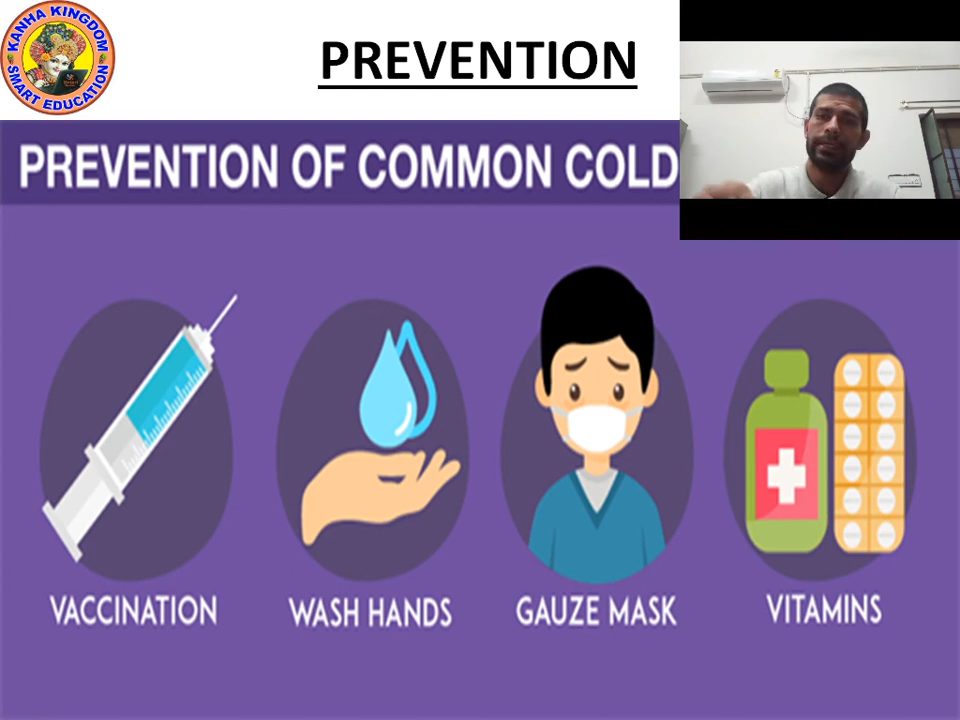 KANHA KINGDOM
SMART EDUCATION
PREVENTION
PREVENTION OF COMMON COLD
VACCINATION
WASH HANDS
GAUZE MASK
VITAMINS